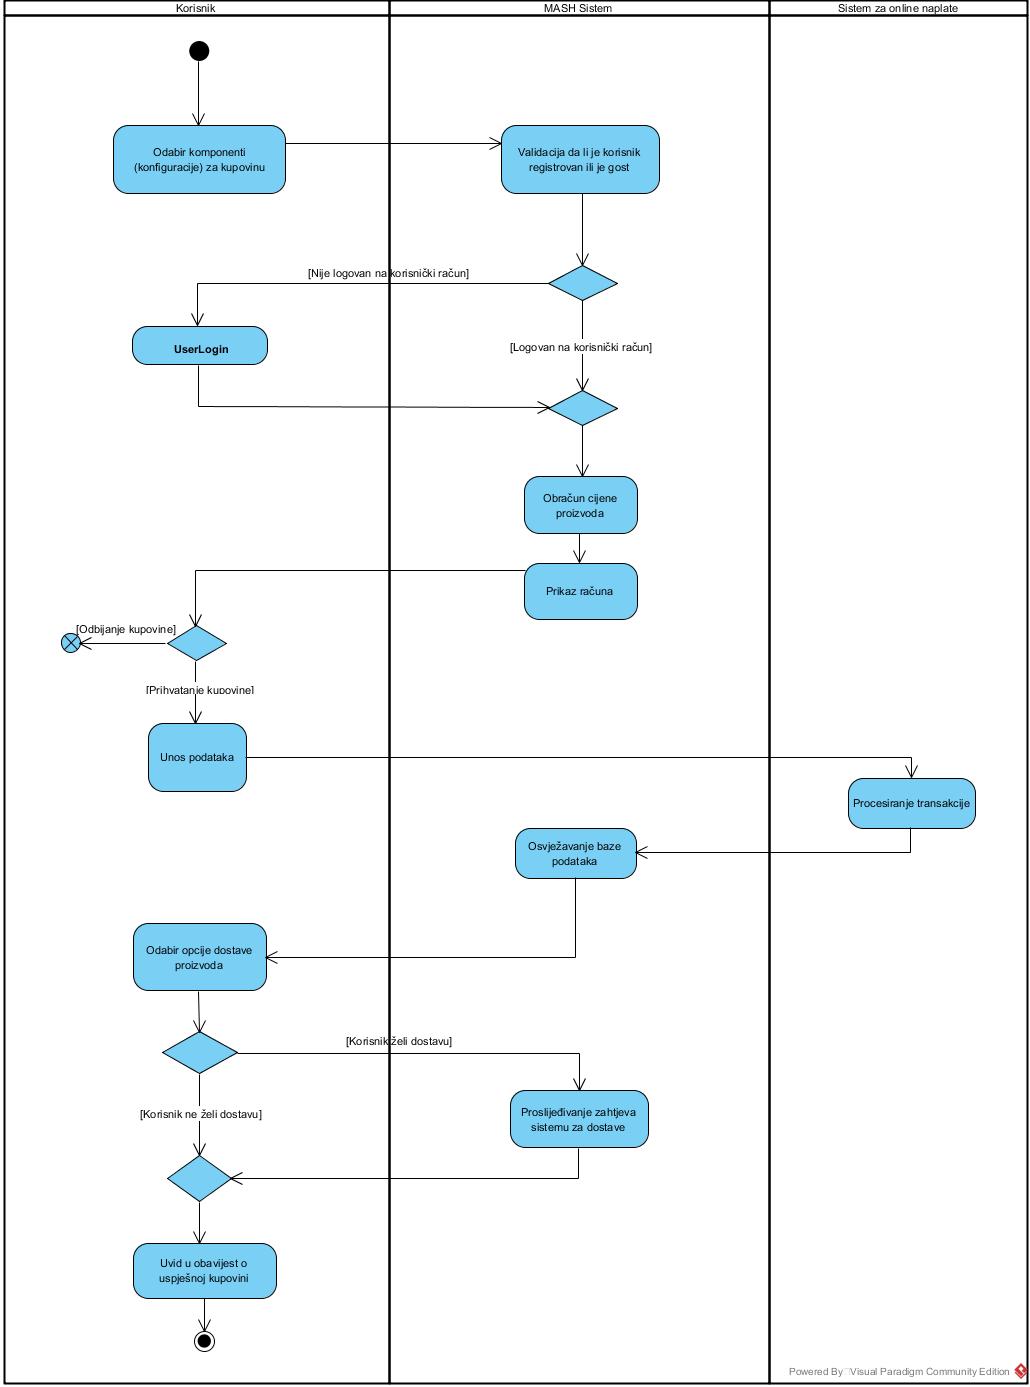 Korisnik
MASH Sistem
Sistem za online naplate
Odabir komponenti
(konfiguracije) za kupovinu
Validacija da li je korisnik
registrovan ili je gost
[Nije logovan na korisnički račun]
UserLogin
[Logovan na korisnički račun]
Obračun cijene
proizvoda
Prikaz računa
[Odbijanje kupovine]
[Prihvatanje kupovine]
Unos podataka
Procesiranje transakcije
Osvježavanje baze
podataka
Odabir opcije dostave
proizvoda
[Korisnik želi dostavu]
[Korisnik ne želi dostavu]
Proslijeđivanje zahtjeva
sistemu za dostave
Uvid u obavijest o
uspješnoj kupovini
Powered By Visual Paradigm Community Edition